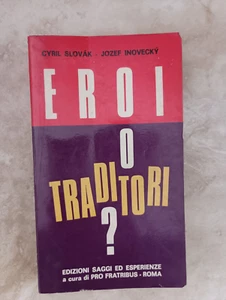 CYRIL SLOVÁK - JOZEF INOVECKÝ
EROI
O
TRADITORI
?
EDIZIONI SAGGI ED ESPERIENZE
a cura di PRO FRATRIBUS - ROMA